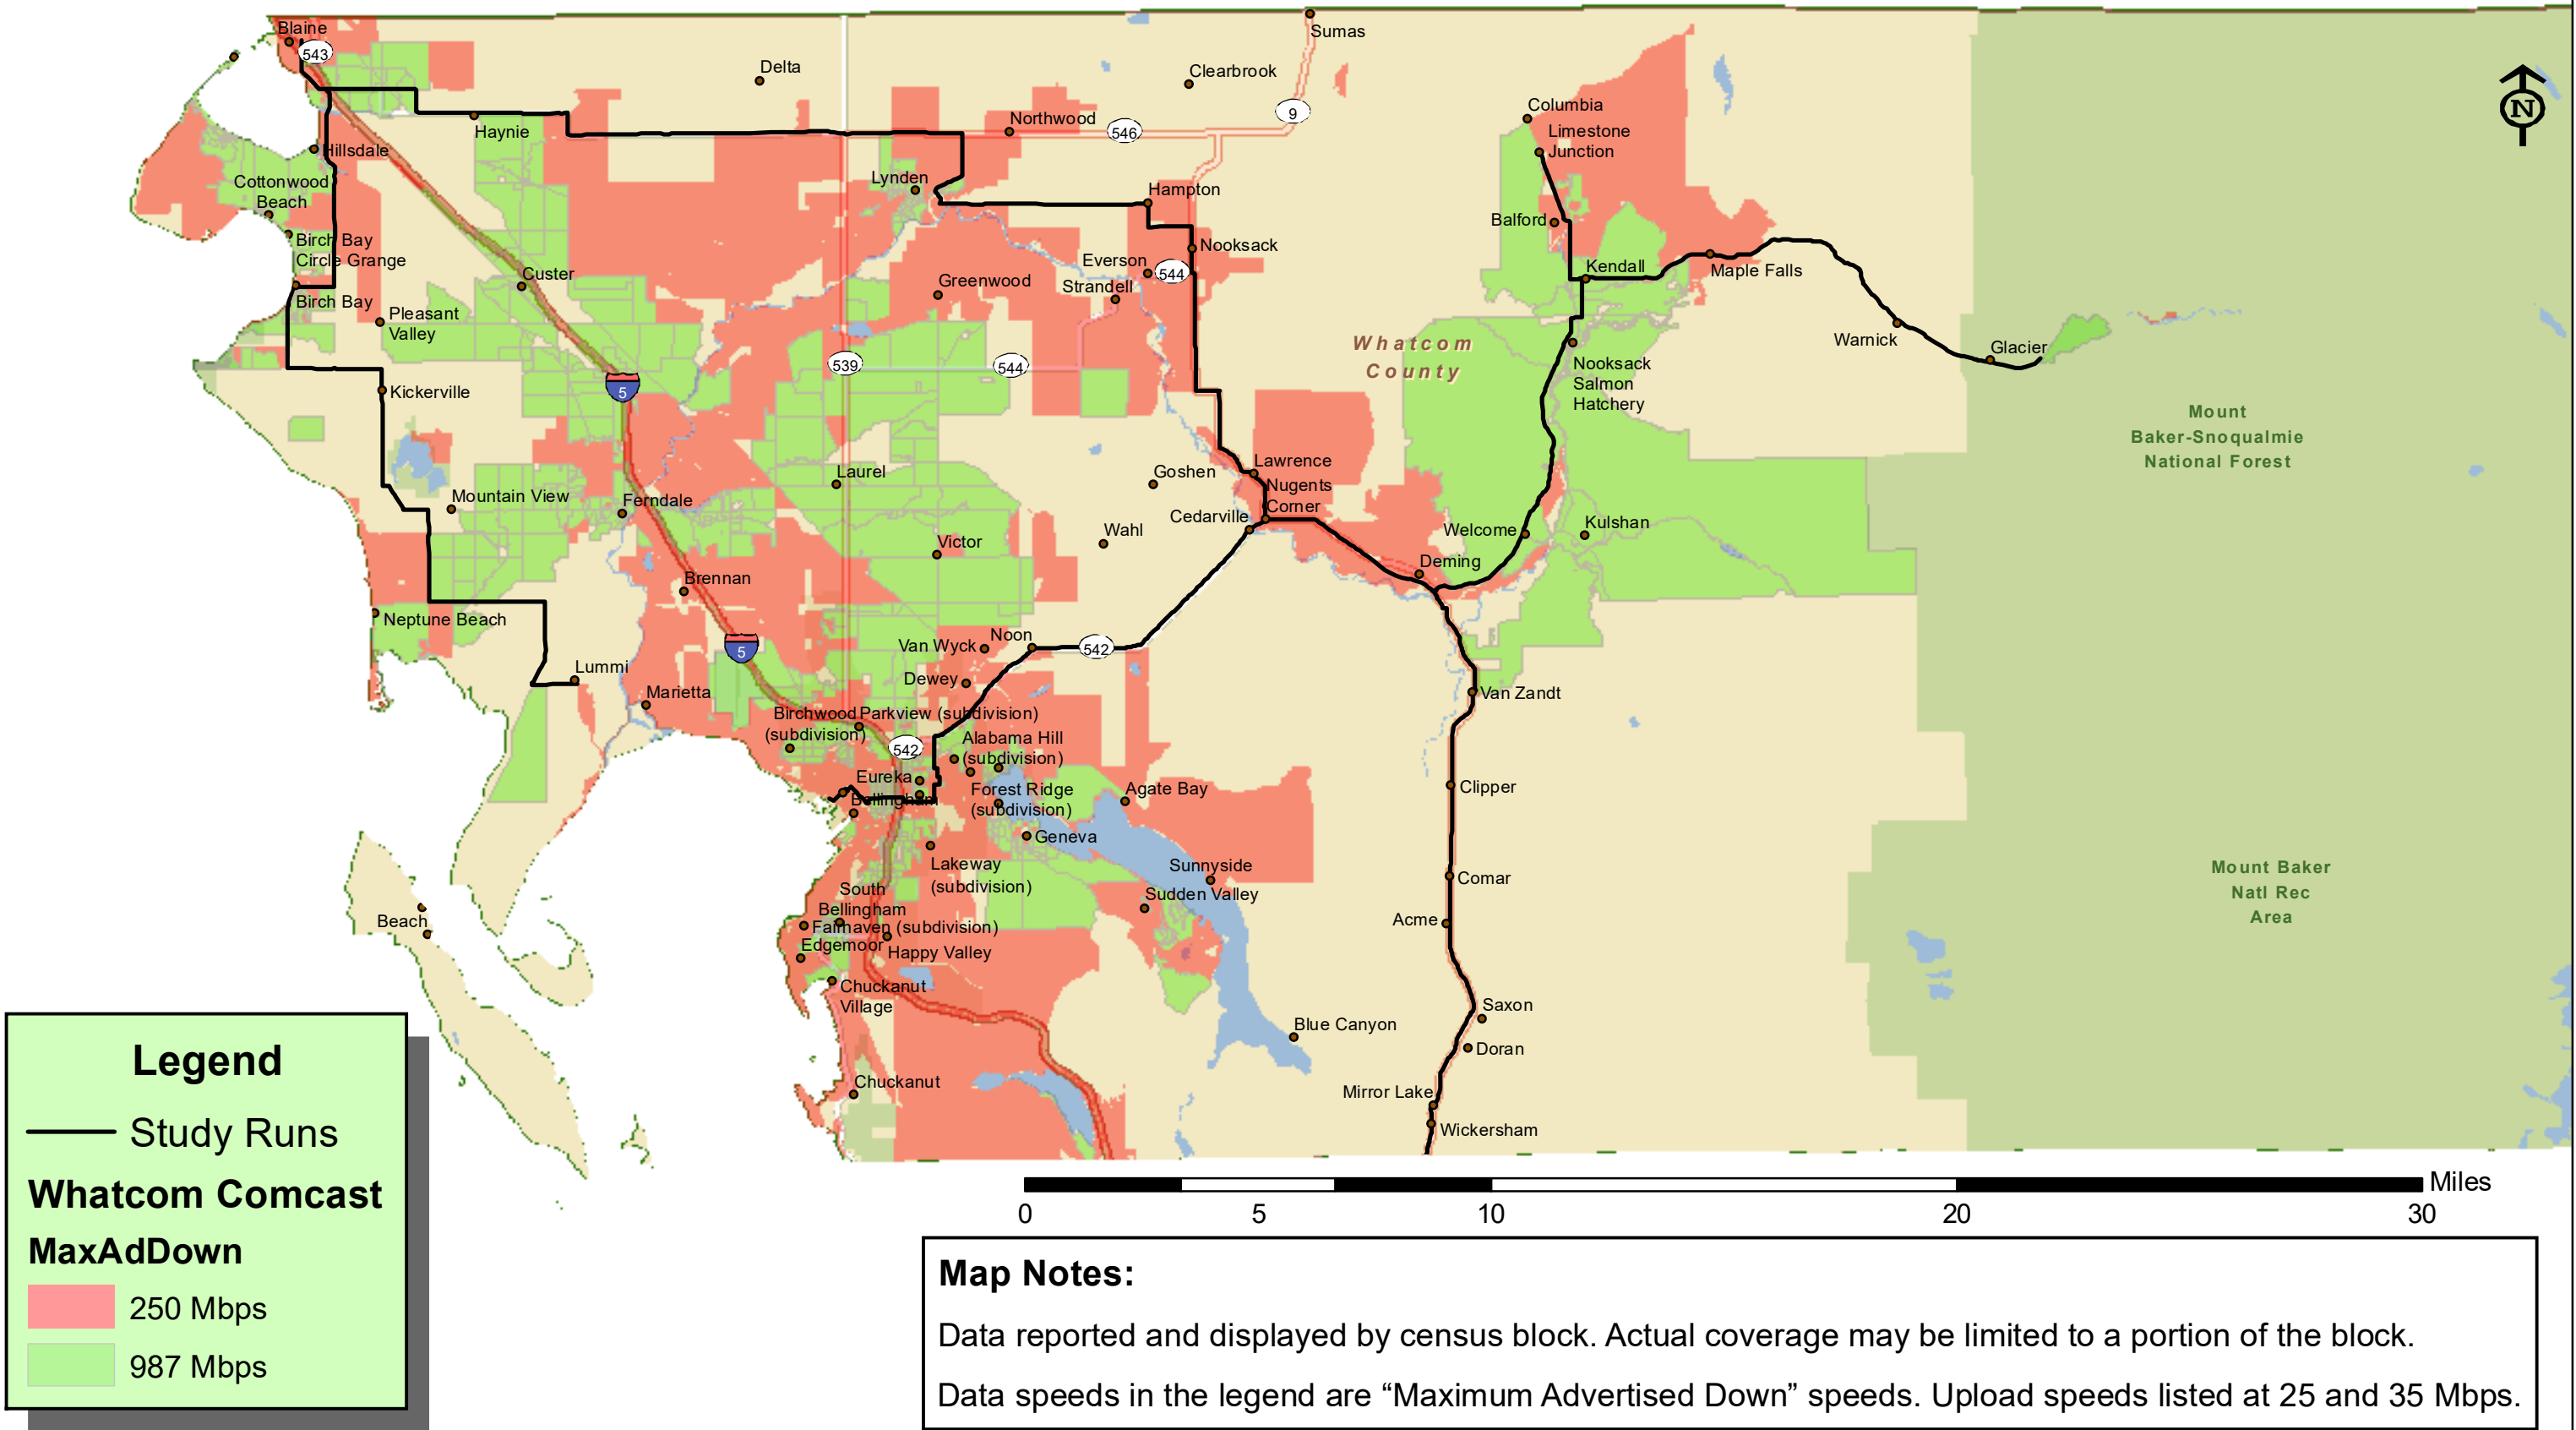 Blaine
543
Sumas
Delta
Clearbrook
9
Columbia
Limestone
Junction
N
Haynie
Northwood
546
Hillsdale
Cottonwood
Beach
Lynden
Hampton
Balford
Birch Bay
Circle Grange
Nooksack
Everson
544
Kendall
Maple Falls
Custer
Greenwood
Strandell
Birch Bay
Pleasant
Valley
Whatcom
County
Warnick
Glacier
539
544
5
Kickerville
Nooksack
Salmon
Hatchery
Mount
Baker-Snoqualmie
National Forest
Laurel
Goshen
Lawrence
Nugents
Corner
Mountain View
Ferndale
Cedarville
Wahl
Welcome
Kulshan
Victor
Deming
Brennan
Neptune Beach
Van Wyck
Noon
542
5
Lummi
Dewey
Marietta
Van Zandt
Birchwood
(subdivision)
Parkview (subdivision)
542
Alabama Hill
(subdivision)
Eureka
Bellingham
Forest Ridge
(subdivision)
Agate Bay
Clipper
Geneva
Lakeway
(subdivision)
Sunnyside
Sudden Valley
Comar
Mount Baker
Natl Rec
Area
South
Bellingham
Fairhaven (subdivision)
Edgemoor
Happy Valley
Beach
Acme
Chuckanut
Village
Saxon
Blue Canyon
Doran
Chuckanut
Mirror Lake
Wickersham
Legend
Study Runs
Whatcom Comcast
MaxAdDown
250 Mbps
987 Mbps
Miles
0 5 10 20 30
Map Notes:
Data reported and displayed by census block. Actual coverage may be limited to a portion of the block.
Data speeds in the legend are “Maximum Advertised Down” speeds. Upload speeds listed at 25 and 35 Mbps.